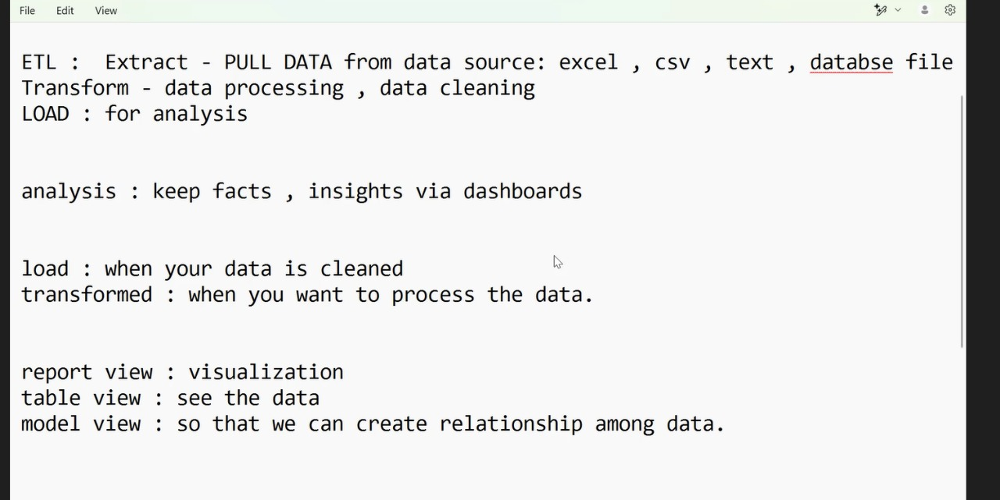 File Edit View
ETL :  Extract - PULL DATA from data source: excel , csv , text , databse file
Transform - data processing , data cleaning
LOAD : for analysis
analysis : keep facts , insights via dashboards
load : when your data is cleaned
transformed : when you want to process the data.
report view : visualization
table view : see the data
model view : so that we can create relationship among data.